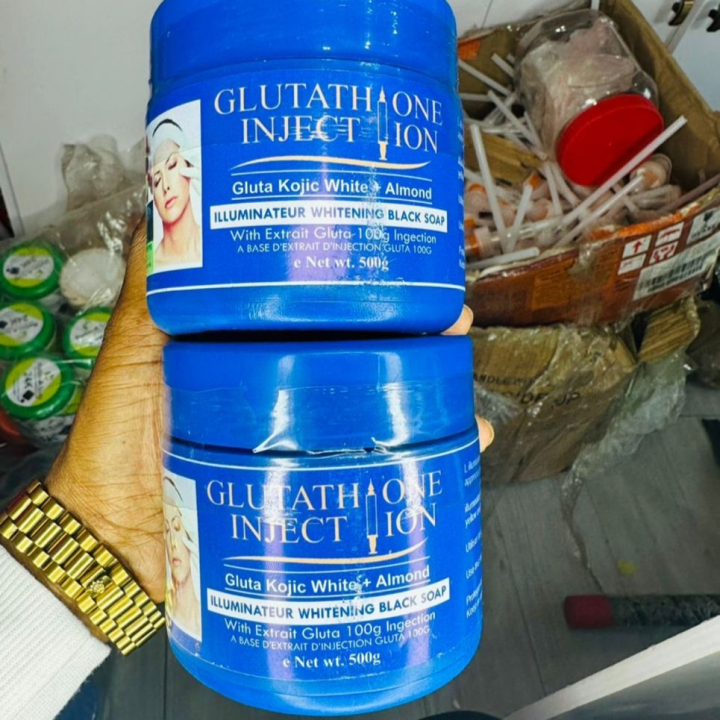 GLUTATHIONE
INJECTION
Gluta Kojic White + Almond
ILLUMINATEUR WHITENING BLACK SOAP
With Extrait Gluta 100g Ingection
A BASE D'EXTRAIT D'INJECTION GLUTA 100G
e Net wt. 500g
GLUTATHIONE
INJECTION
Gluta Kojic White + Almond
ILLUMINATEUR WHITENING BLACK SOAP
With Extrait Gluta 100g Ingection
A BASE D'EXTRAIT D'INJECTION GLUTA 100G
e Net wt. 500g